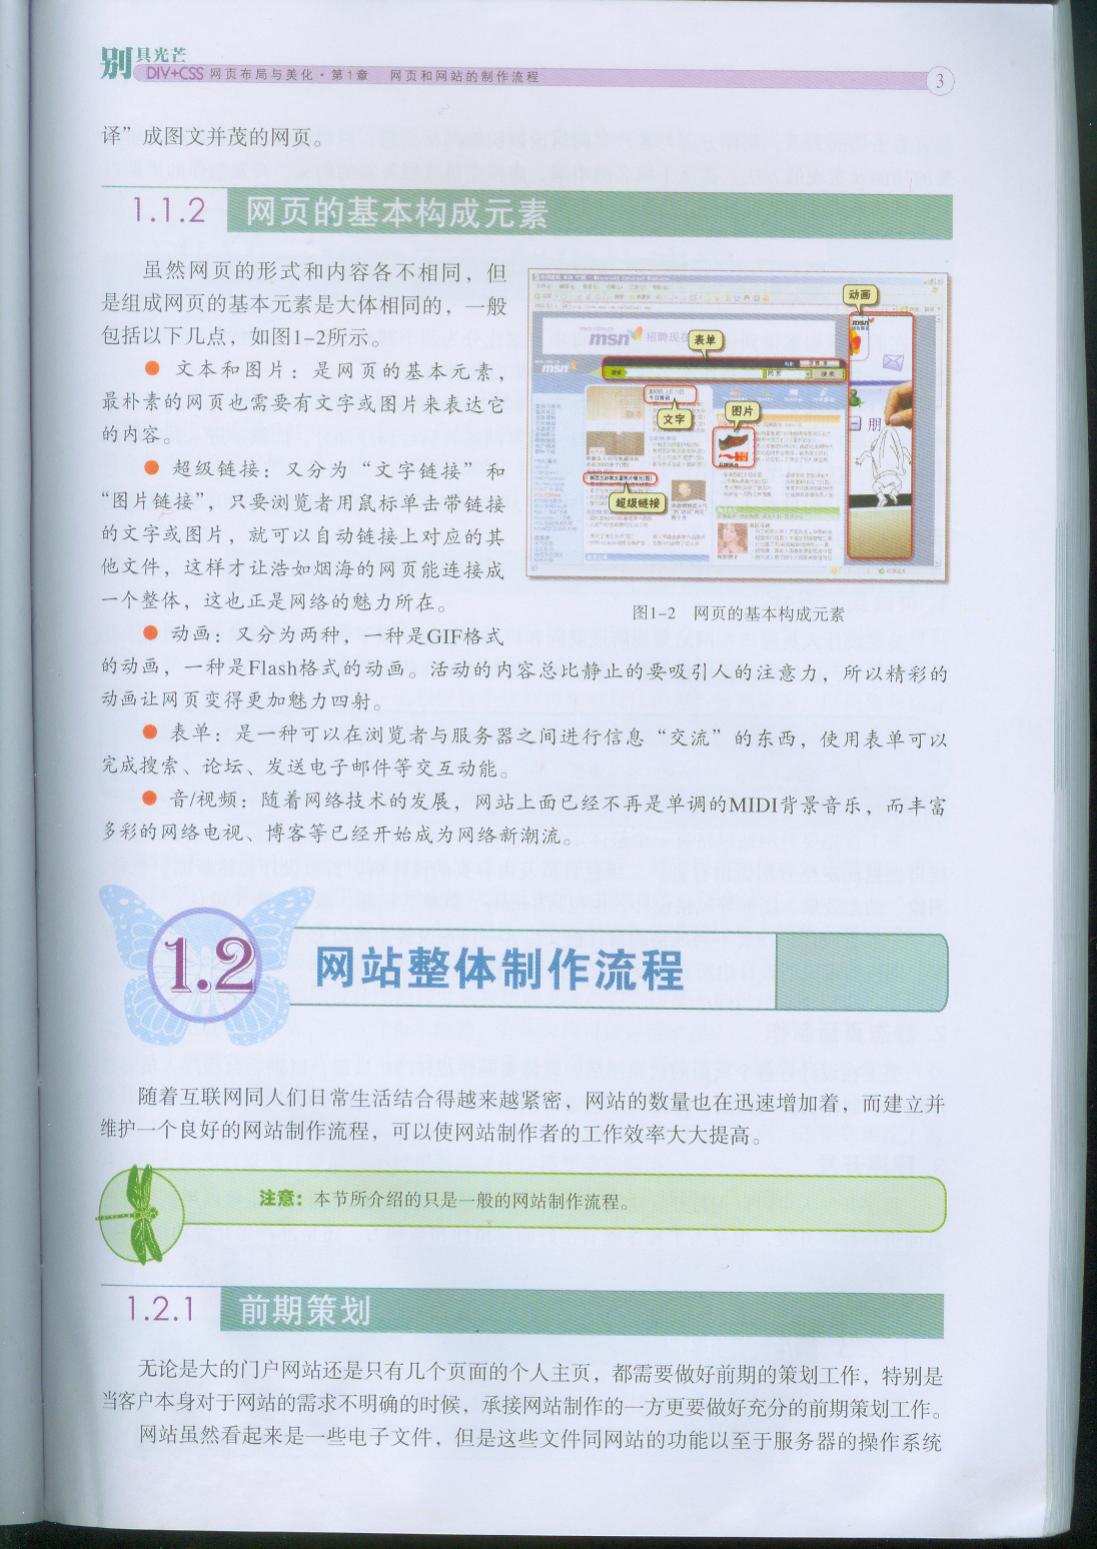 别具光芒
DIV+CSS 网页布局与美化·第1章 网页和网站的制作流程
3
译”成图文并茂的网页。
1.1.2 网页的基本构成元素
虽然网页的形式和内容各不相同，但
是组成网页的基本元素是大体相同的，一般
包括以下几点，如图1-2所示。
● 文本和图片：是网页的基本元素，
最朴素的网页也需要有文字或图片来表达它
的内容。
● 超级链接：又分为“文字链接”和
“图片链接”，只要浏览者用鼠标单击带链接
的文字或图片，就可以自动链接上对应的其
他文件，这样才让浩如烟海的网页能连接成
一个整体，这也正是网络的魅力所在。
动画
msn
招聘现在
表单
msn
文字
图片
朋
超级链接
图1-2 网页的基本构成元素
● 动画：又分为两种，一种是GIF格式
的动画，一种是Flash格式的动画。活动的内容总比静止的要吸引人的注意力，所以精彩的
动画让网页变得更加魅力四射。
● 表单：是一种可以在浏览者与服务器之间进行信息“交流”的东西，使用表单可以
完成搜索、论坛、发送电子邮件等交互动能。
● 音/视频：随着网络技术的发展，网站上面已经不再是单调的MIDI背景音乐，而丰富
多彩的网络电视、博客等已经开始成为网络新潮流。
1.2 网站整体制作流程
随着互联网同人们日常生活结合得越来越紧密，网站的数量也在迅速增加着，而建立并
维护一个良好的网站制作流程，可以使网站制作者的工作效率大大提高。
注意：本节所介绍的只是一般的网站制作流程。
1.2.1 前期策划
无论是大的门户网站还是只有几个页面的个人主页，都需要做好前期的策划工作，特别是
当客户本身对于网站的需求不明确的时候，承接网站制作的一方更要做好充分的前期策划工作。
网站虽然看起来是一些电子文件，但是这些文件同网站的功能以至于服务器的操作系统